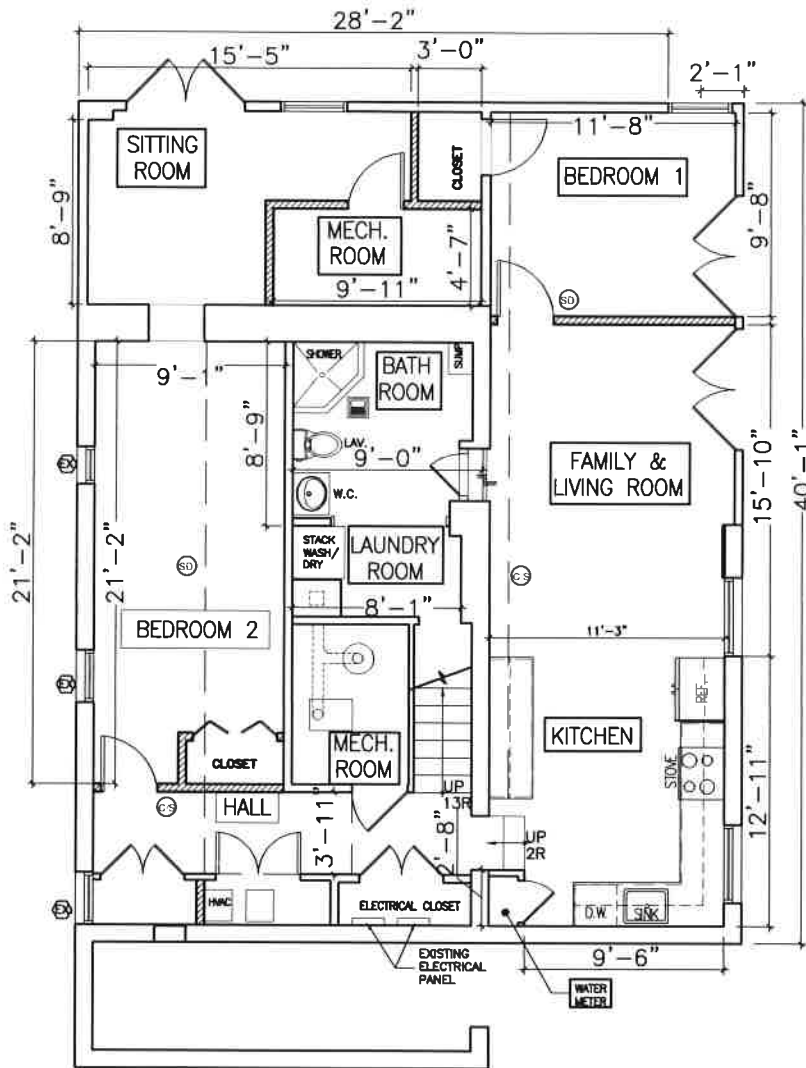 28'-2"
15'-5"
3'-0"
2'-1"
SITTING
ROOM
CLOSET
11'-8"
BEDROOM 1
8'-9"
MECH.
ROOM
4'-7"
9'-8"
9'-11"
SD
SHOWER
BATH
ROOM
SUMP
9'-1"
8'-9"
LAV.
9'-0"
FAMILY &
LIVING ROOM
15'-10"
40'-1"
W.C.
STACK
WASH/
DRY
LAUNDRY
ROOM
21'-2"
21'-2"
SD
C/S
8'-1"
BEDROOM 2
11'-3"
REF.
KITCHEN
MECH.
ROOM
CLOSET
STOVE
UP
13R
C/S
HALL
3'-11"
2'-8"
UP
2R
12'-11"
HVAC
ELECTRICAL CLOSET
D.W.
SINK
EXISTING
ELECTRICAL
PANEL
9'-6"
WATER
METER